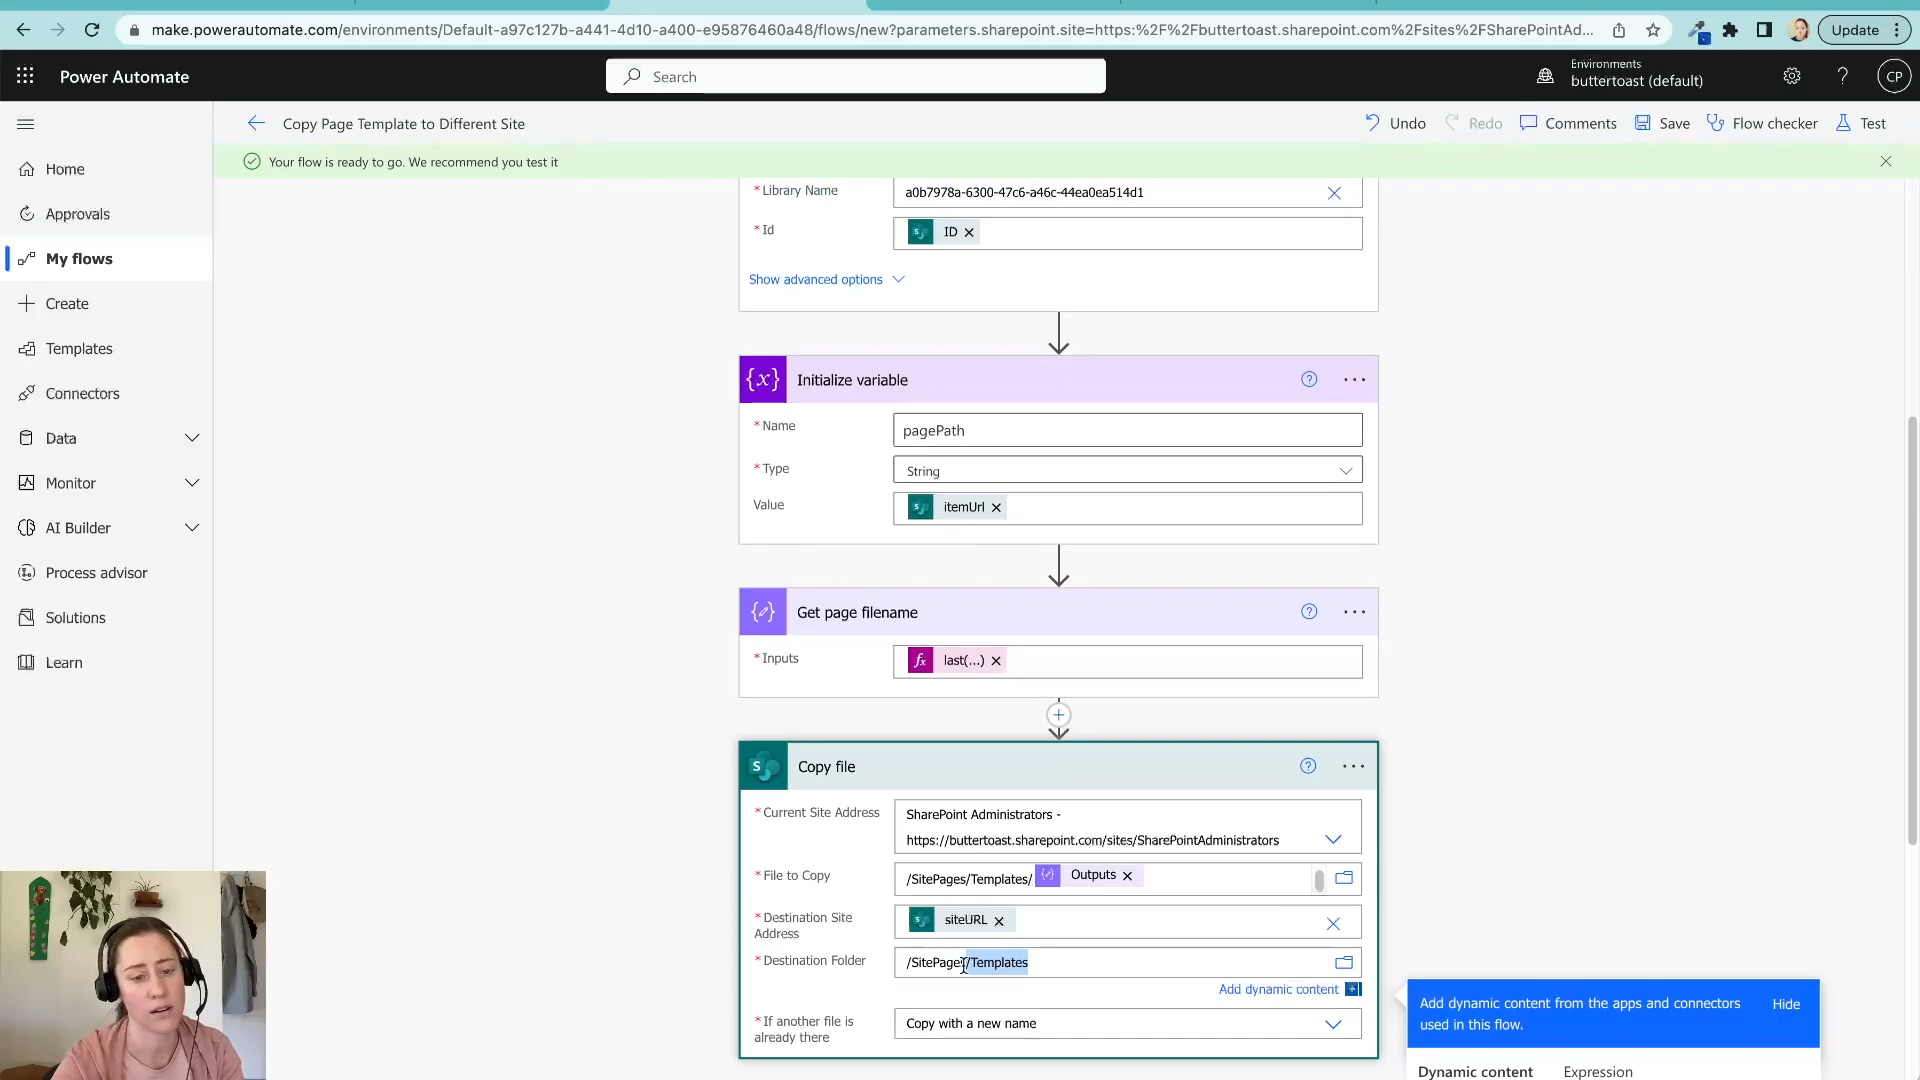 make.powerautomate.com/environments/Default-a97c127b-a441-4d10-a400-e95876460a48/flows/new?parameters.sharepoint.site=https:%2F%2Fbuttertoast.sharepoint.com%2Fsites%2FSharePointAd...
Update
Power Automate
Search
Environments
buttertoast (default)
?
CP
Copy Page Template to Different Site
Undo
Redo
Comments
Save
Flow checker
Test
Your flow is ready to go. We recommend you test it
Home
Approvals
My flows
Create
Templates
Connectors
Data
Monitor
AI Builder
Process advisor
Solutions
Learn
*Library Name
a0b7978a-6300-47c6-a46c-44ea0ea514d1
*Id
ID
Show advanced options
{x}
Initialize variable
*Name
pagePath
*Type
String
Value
itemUrl
Get page filename
*Inputs
fx
last(...)
S
Copy file
*Current Site Address
SharePoint Administrators -
https://buttertoast.sharepoint.com/sites/SharePointAdministrators
*File to Copy
/SitePages/Templates/
Outputs
*Destination Site
Address
siteURL
*Destination Folder
/SitePages/Templates
Add dynamic content
*If another file is
already there
Copy with a new name
Add dynamic content from the apps and connectors
used in this flow.
Hide
Dynamic content
Expression